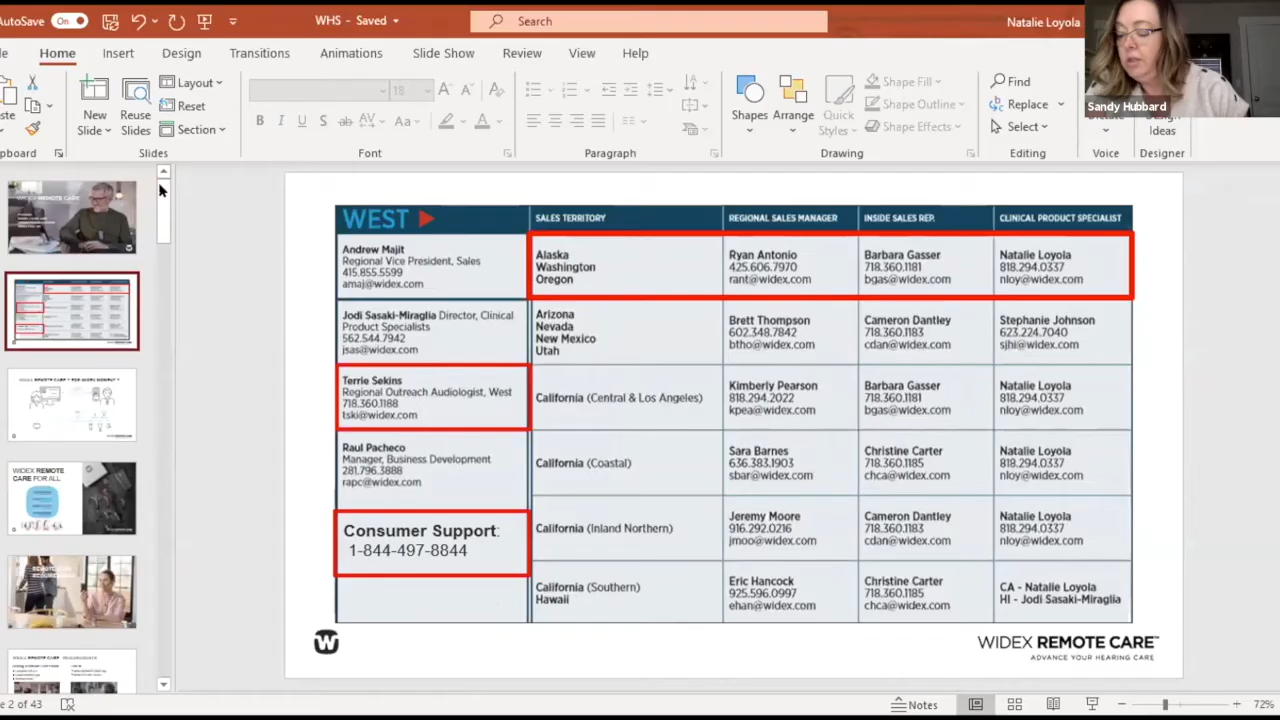 AutoSave On
WHS - Saved
Search
Natalie Loyola
Home Insert Design Transitions Animations Slide Show Review View Help
New Slides
Reuse Slides
Layout
Reset
Section
18
Shapes
Arrange
Quick Styles
Shape Fill
Shape Outline
Shape Effects
Find
Replace
Select
Sandy Hubbard
Design Ideas
Slides Font Paragraph Drawing Editing Voice Designer
WEST
SALES TERRITORY REGIONAL SALES MANAGER INSIDE SALES REP. CLINICAL PRODUCT SPECIALIST
Andrew Majit
Regional Vice President, Sales
415.855.5599
amaj@widex.com
Alaska
Washington
Oregon
Ryan Antonio
425.606.7970
rant@widex.com
Barbara Gasser
718.360.1181
bgas@widex.com
Natalie Loyola
818.294.0337
nloy@widex.com
Jodi Sasaki-Miraglia Director, Clinical
Product Specialists
562.544.7942
jsas@widex.com
Arizona
Nevada
New Mexico
Utah
Brett Thompson
602.348.7842
btho@widex.com
Cameron Dantley
718.360.1183
cdan@widex.com
Stephanie Johnson
623.224.7040
sjhi@widex.com
Terrie Sekins
Regional Outreach Audiologist, West
718.360.1188
tski@widex.com
California (Central & Los Angeles)
Kimberly Pearson
818.294.2022
kpea@widex.com
Barbara Gasser
718.360.1181
bgas@widex.com
Natalie Loyola
818.294.0337
nloy@widex.com
Raul Pacheco
Manager, Business Development
281.796.3888
rapc@widex.com
California (Coastal)
Sara Barnes
636.383.1903
sbar@widex.com
Christine Carter
718.360.1185
chca@widex.com
Natalie Loyola
818.294.0337
nloy@widex.com
Consumer Support:
1-844-497-8844
California (Inland Northern)
Jeremy Moore
916.292.0216
jmoo@widex.com
Cameron Dantley
718.360.1183
cdan@widex.com
Natalie Loyola
818.294.0337
nloy@widex.com
California (Southern)
Hawaii
Eric Hancock
925.596.0997
ehan@widex.com
Christine Carter
718.360.1185
chca@widex.com
CA - Natalie Loyola
HI - Jodi Sasaki-Miraglia
W
WIDEX REMOTE CARE™
ADVANCE YOUR HEARING CARE
WIDEX REMOTE
CARE FOR ALL
e 2 of 43
Notes
72%